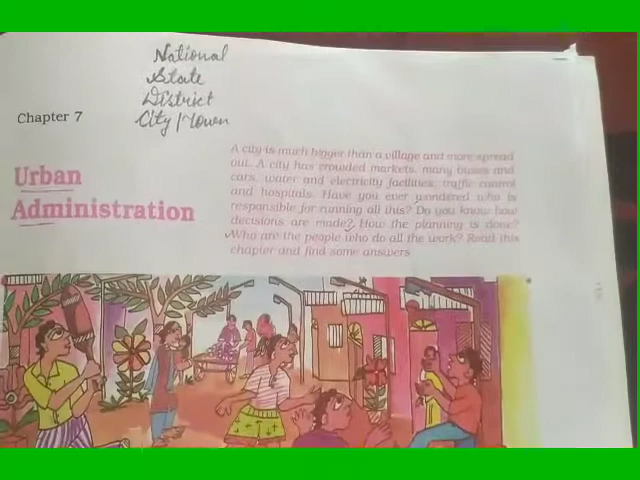 National
State
District
City/Town
Chapter 7
Urban
Administration
A city is much bigger than a village and more spread
out. A city has crowded markets, many buses and
cars, water and electricity facilities, traffic control
and hospitals. Have you ever wondered who is
responsible for running all this? Do you know how
decisions are made? How the planning is done?
Who are the people who do all the work? Read this
chapter and find some answers